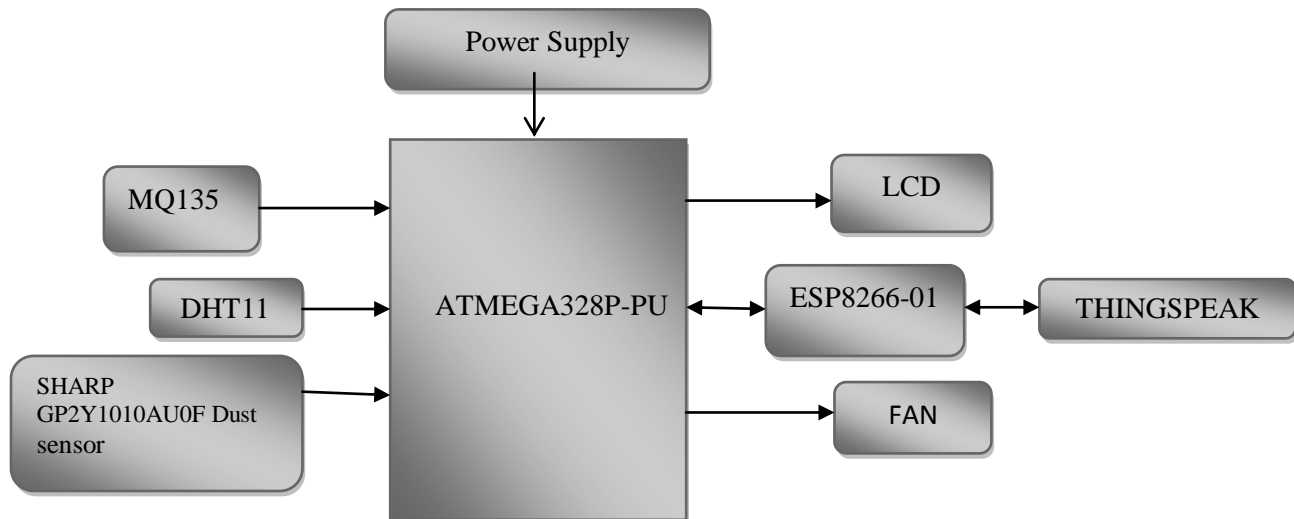 Power Supply
MQ135
LCD
DHT11
ATMEGA328P-PU
ESP8266-01
THINGSPEAK
SHARP
GP2Y1010AU0F Dust
sensor
FAN